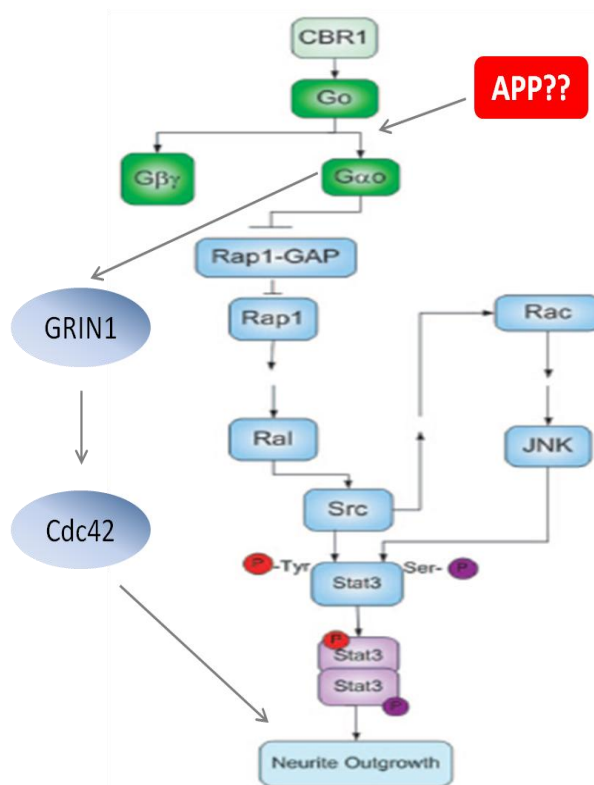 CBR1
Go
APP??
Gβγ
Gαo
Rap1-GAP
GRIN1
Rap1
Rac
Ral
JNK
Src
Cdc42
P-Tyr
Ser-P
Stat3
P
Stat3
Stat3
P
Neurite Outgrowth